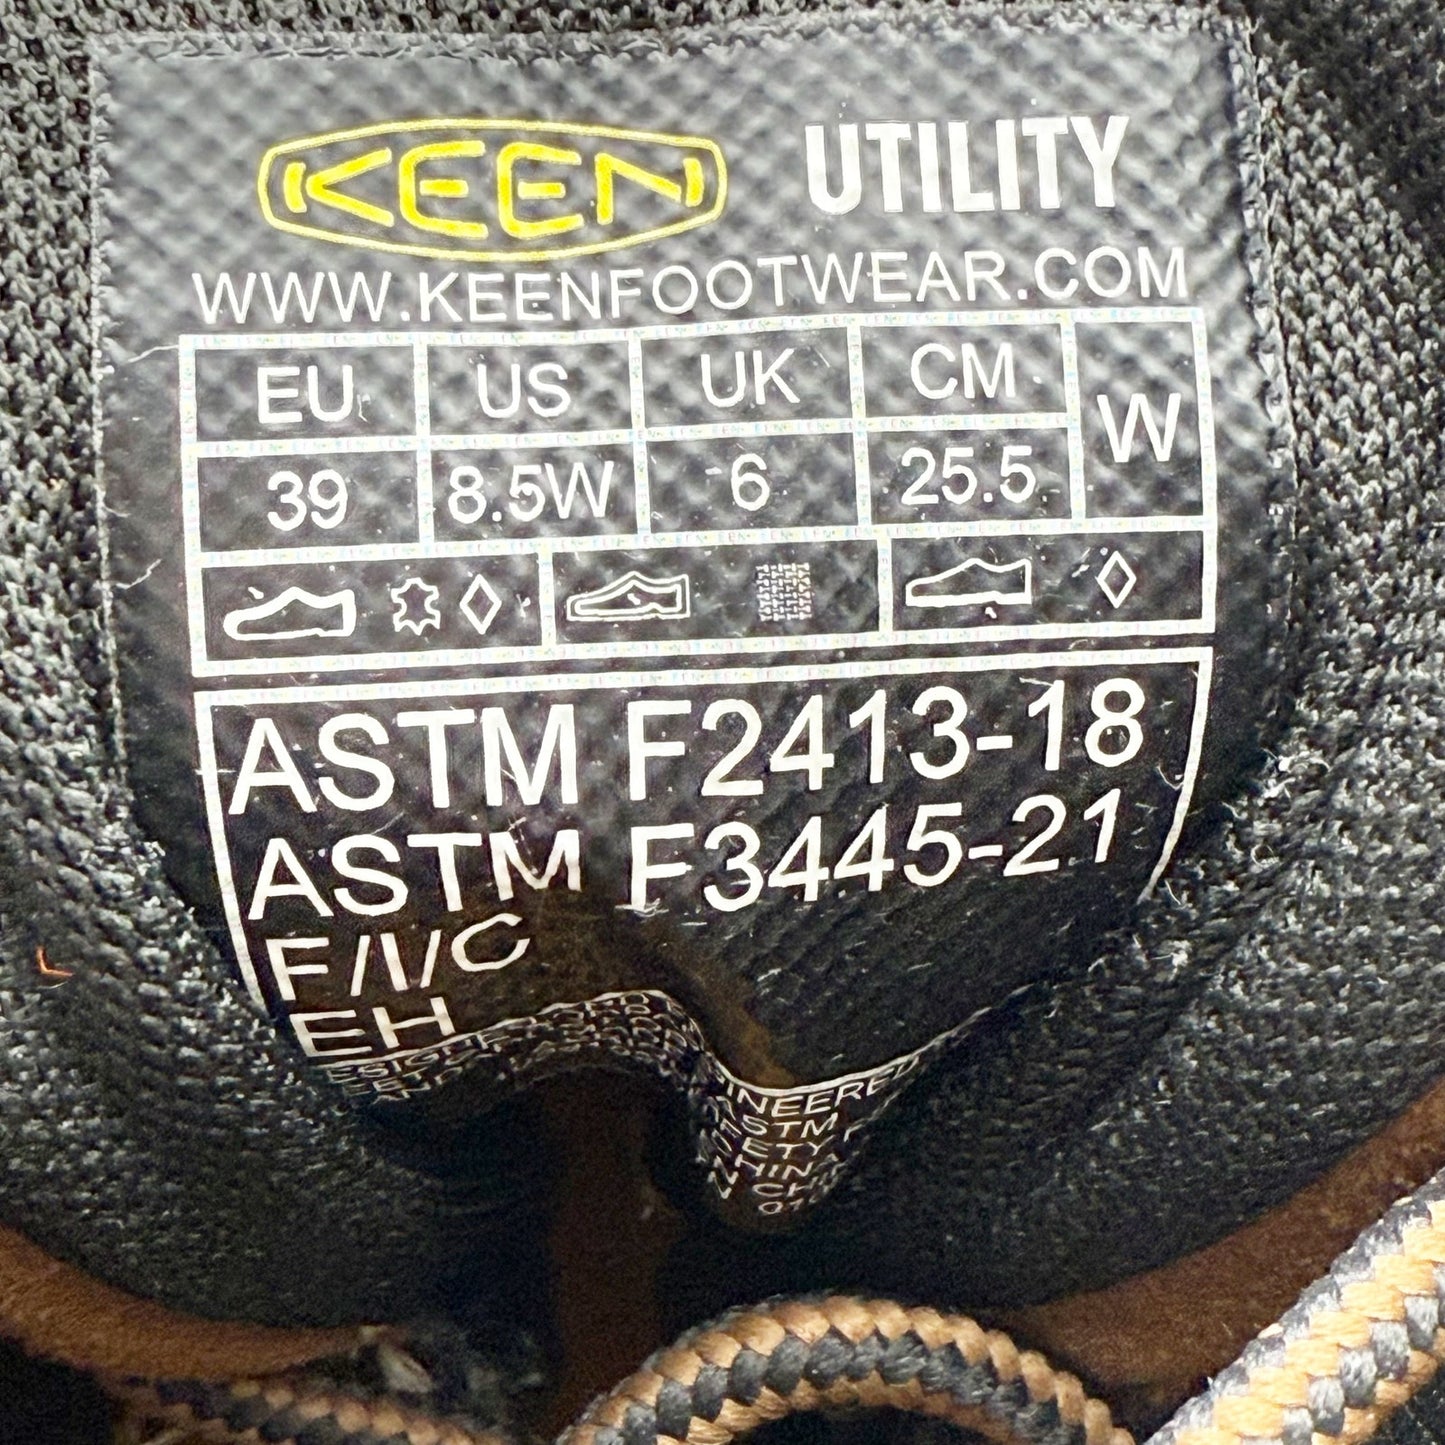 KEEN UTILITY
WWW.KEENFOOTWEAR.COM
EU US UK CM W
39 8.5W 6 25.5
ASTM F2413-18
ASTM F3445-21
F/I/C
EH
ASTM